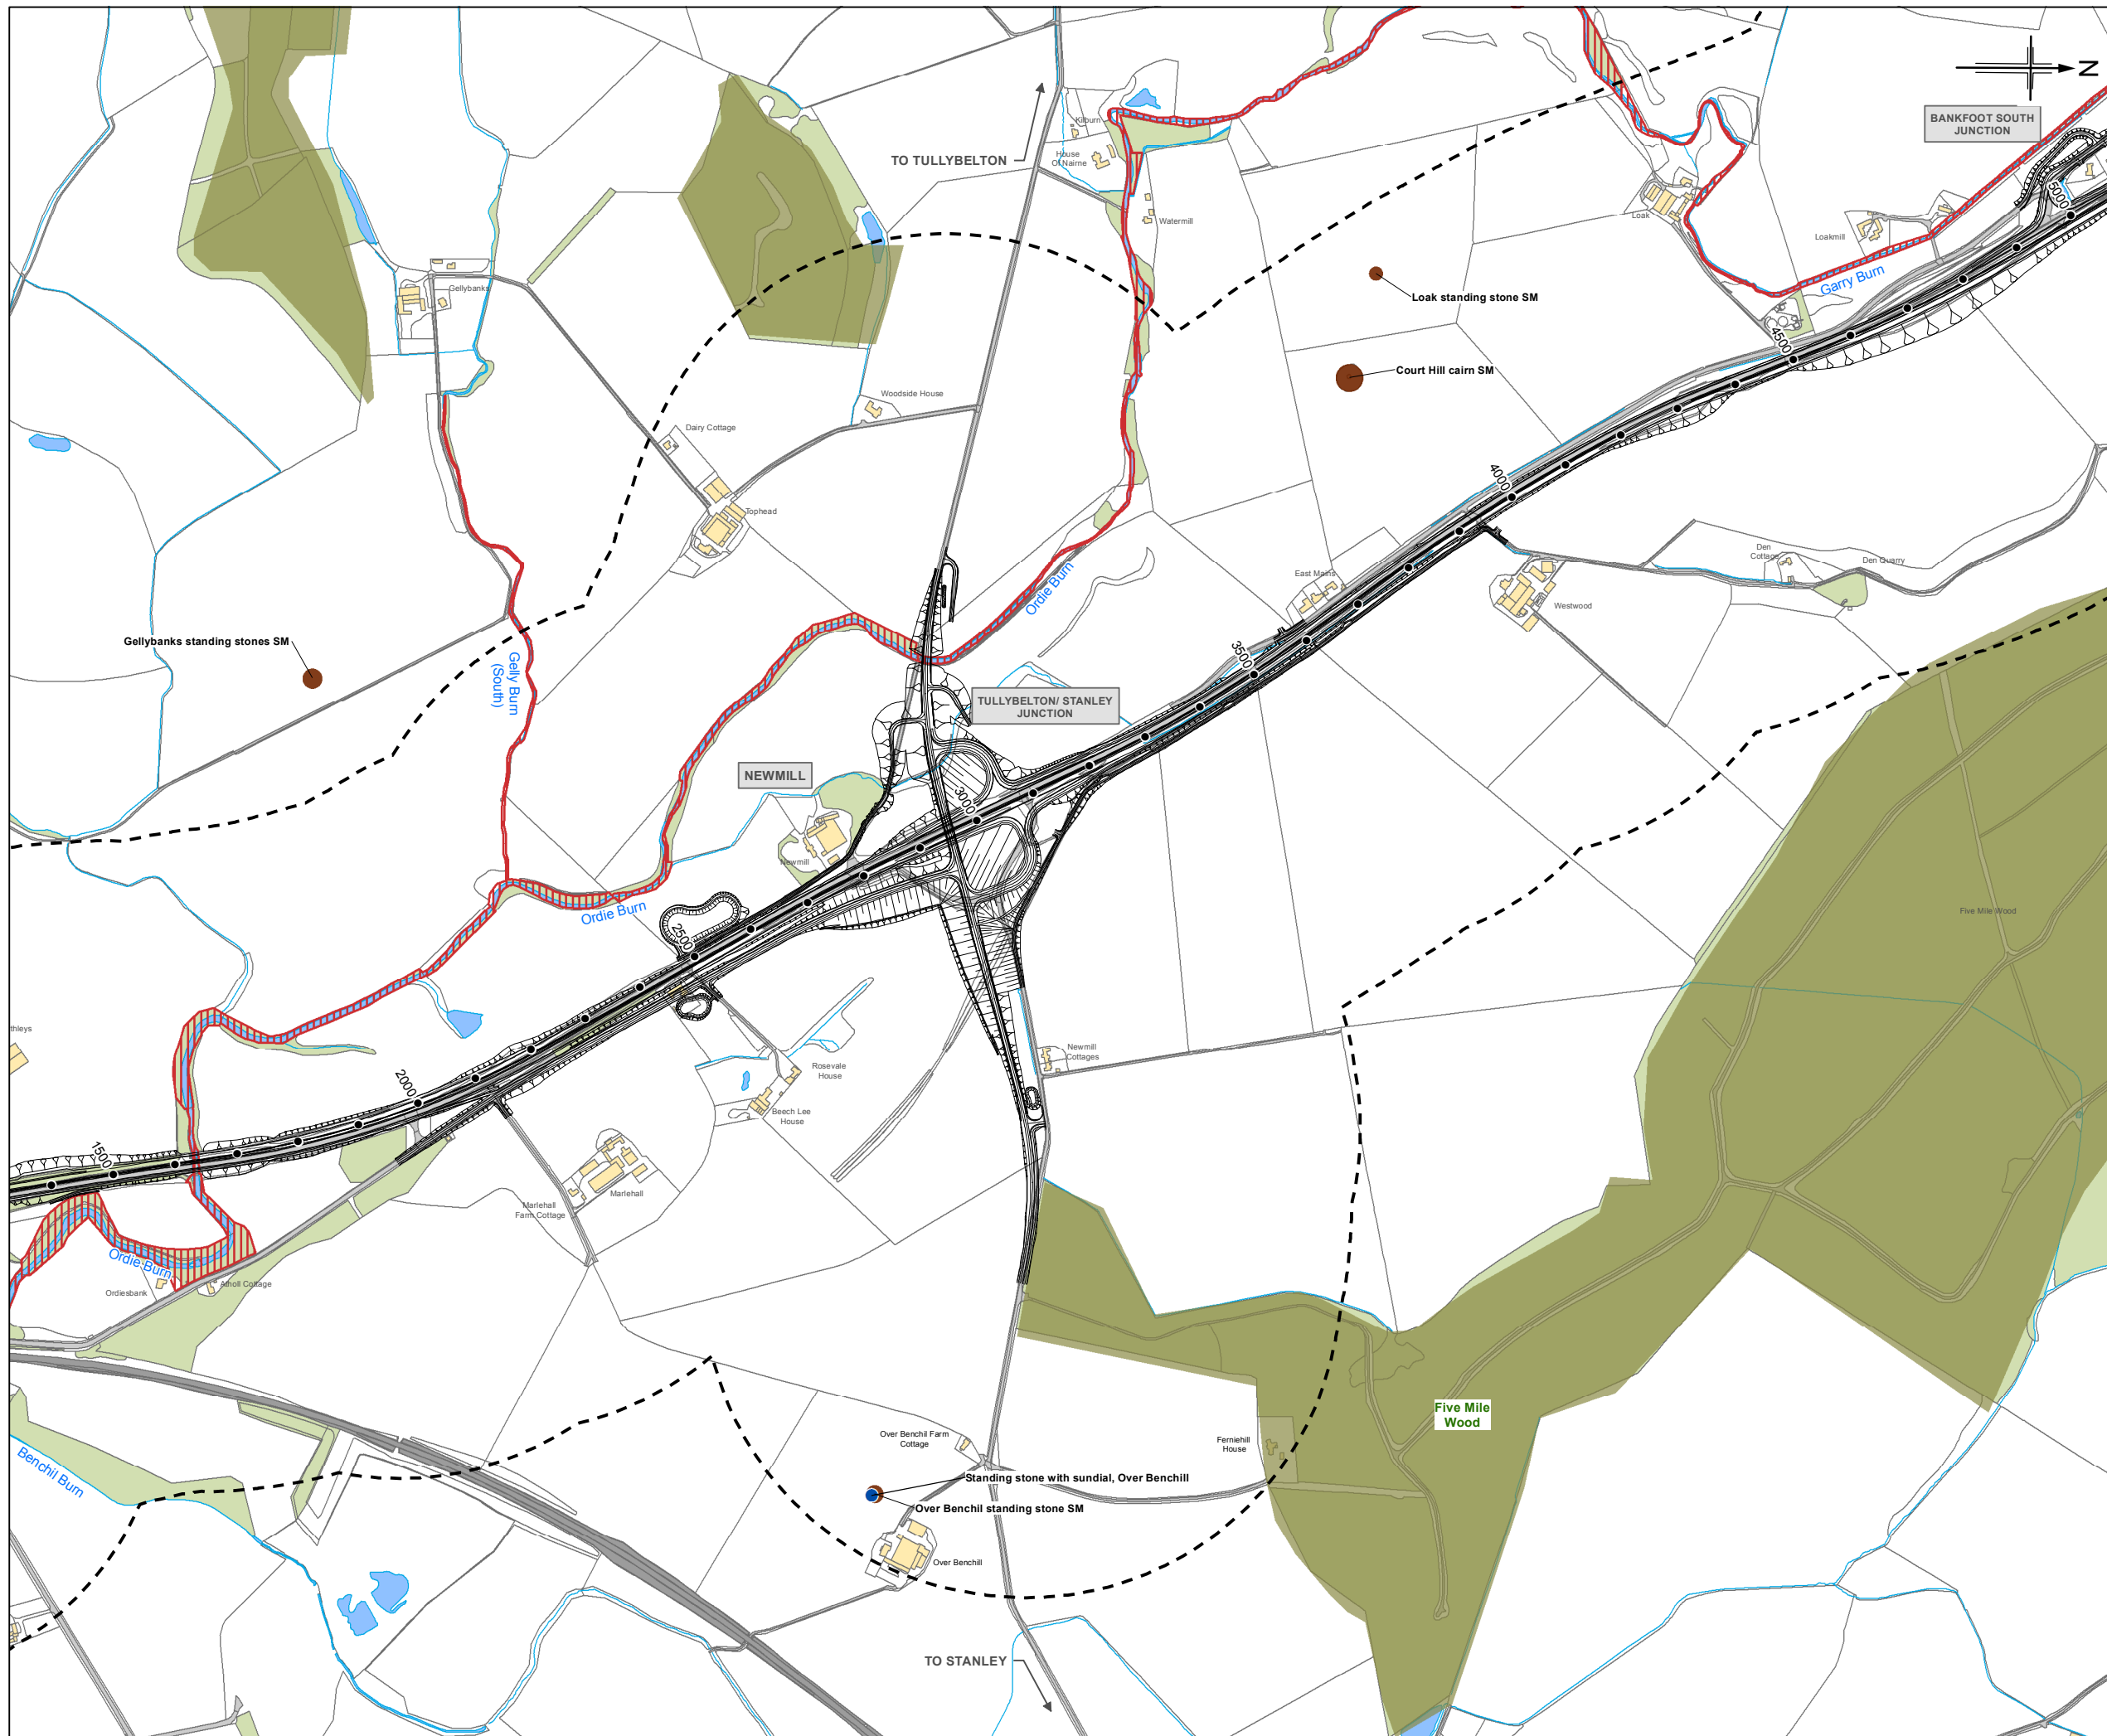 N
BANKFOOT SOUTH
JUNCTION
Kilburn
TO TULLYBELTON
House
Of Nairne
5000
Watermill
Loak
Loakmill
Garry Burn
Gellybanks
Loak standing stone SM
4500
Court Hill cairn SM
Woodside House
Dairy Cottage
4000
Tophead
Den
Cottage
Den Quarry
East Mains
Ordie Burn
Westwood
Gellybanks standing stones SM
Gelly Burn
(South)
3500
TULLYBELTON/ STANLEY
JUNCTION
NEWMILL
3000
Newmill
Ordie Burn
2500
Five Mile Wood
thleys
Newmill
Cottages
Rosevale
House
2000
Beech Lee
House
1500
Marlehall
Marlehall
Farm Cottage
Ordie Burn
Atholl Cottage
Ordiesbank
Five Mile
Wood
Over Benchil Farm
Cottage
Ferniehill
House
Benchil Burn
Standing stone with sundial, Over Benchill
Over Benchil standing stone SM
Over Benchill
TO STANLEY